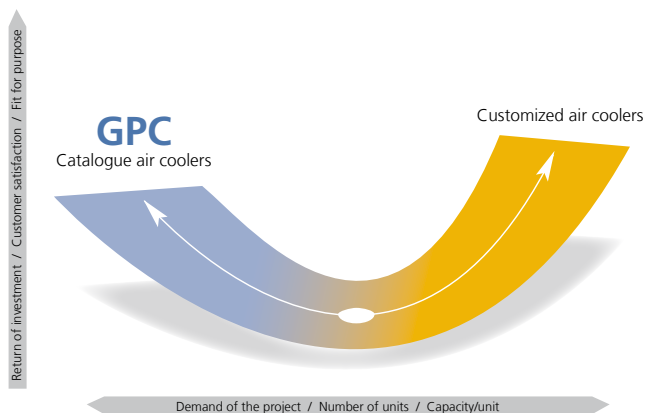 Return of investment / Customer satisfaction / Fit for purpose
GPC
Catalogue air coolers
Customized air coolers
Demand of the project / Number of units / Capacity/unit